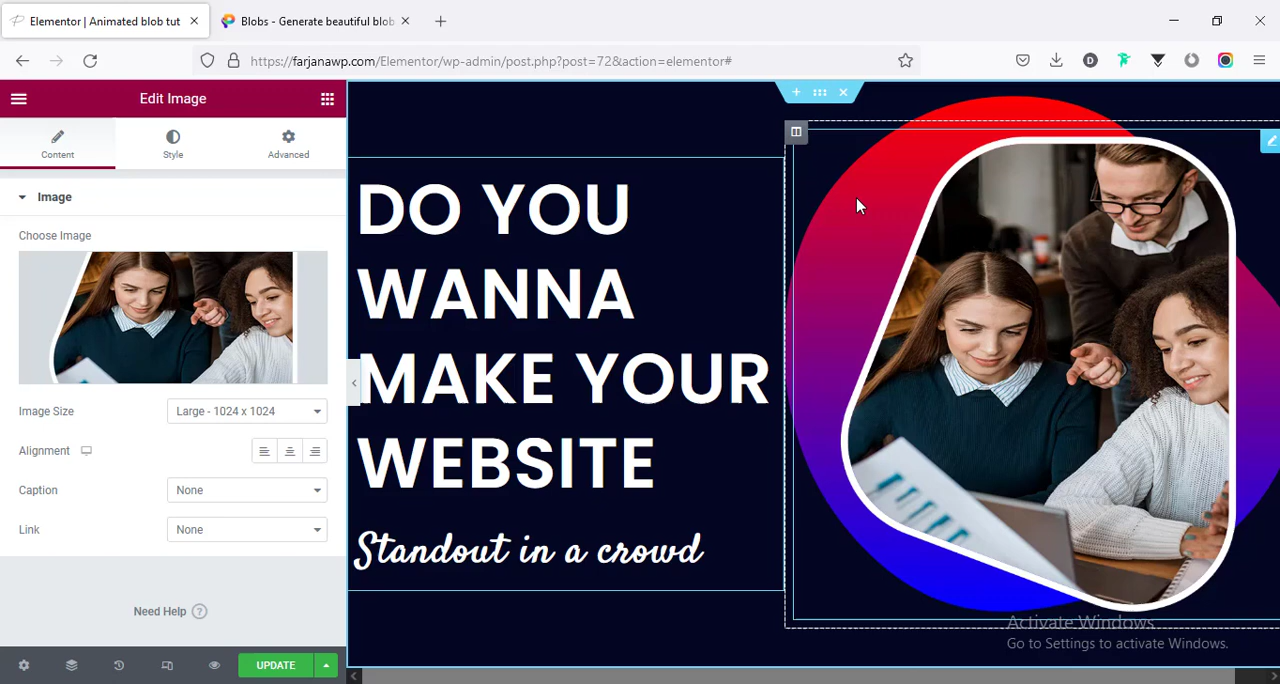 Elementor | Animated blob tut
Blobs - Generate beautiful blob
https://farjanawp.com/Elementor/wp-admin/post.php?post=72&action=elementor#
Edit Image
Content
Style
Advanced
Image
Choose Image
Image Size
Large - 1024 x 1024
Alignment
Caption
None
Link
None
Need Help ?
UPDATE
DO YOU
WANNA
MAKE YOUR
WEBSITE
Standout in a crowd
Activate Windows
Go to Settings to activate Windows.